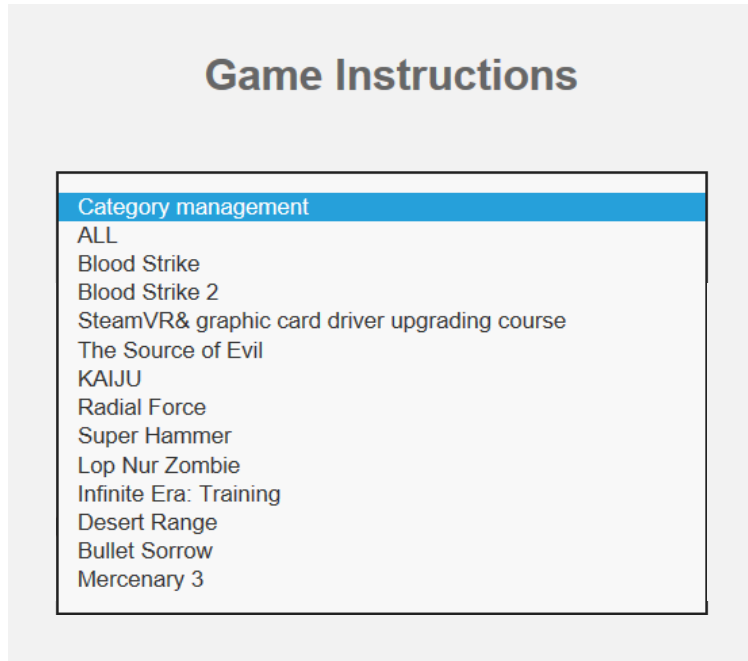 Game Instructions
Category management
ALL
Blood Strike
Blood Strike 2
SteamVR& graphic card driver upgrading course
The Source of Evil
KAIJU
Radial Force
Super Hammer
Lop Nur Zombie
Infinite Era: Training
Desert Range
Bullet Sorrow
Mercenary 3